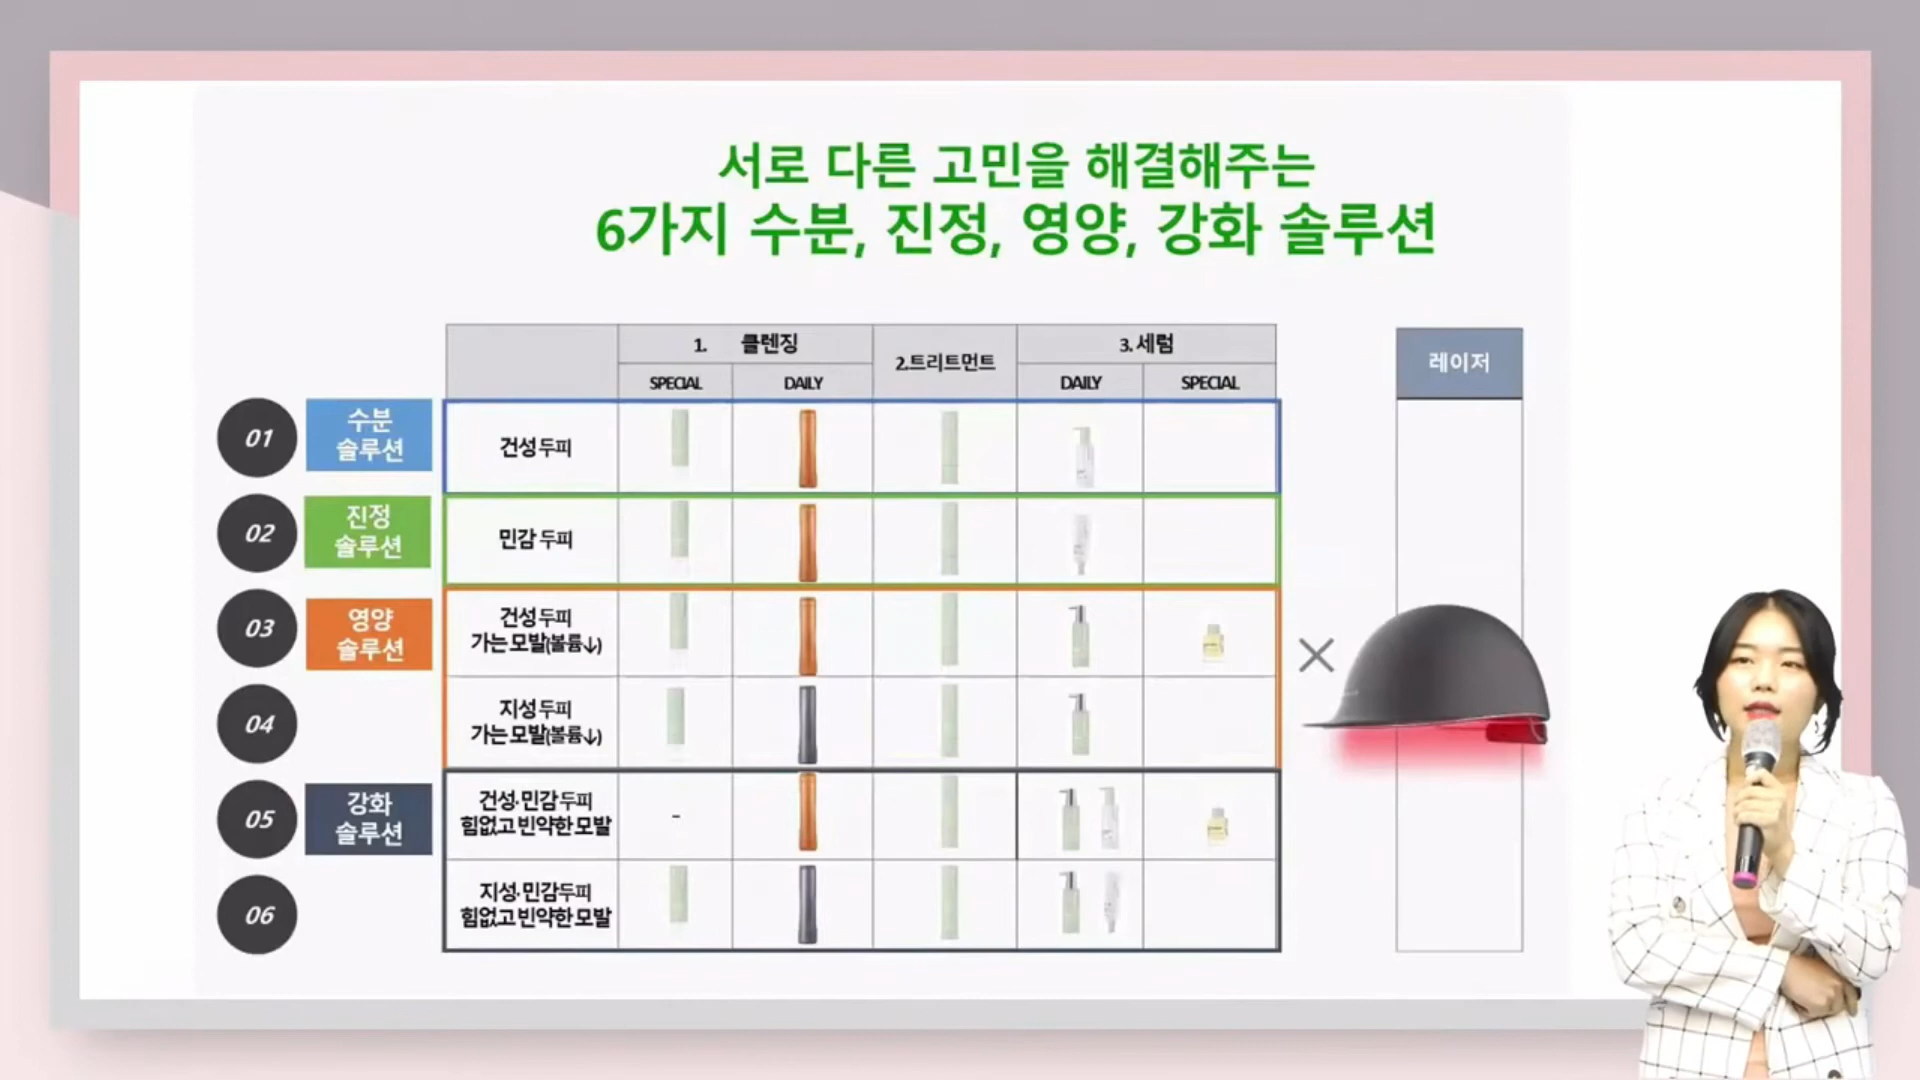 서로 다른 고민을 해결해주는
6가지 수분, 진정, 영양, 강화 솔루션
1. 클렌징
2.트리트먼트
3.세럼
레이저
SPECIAL
DAILY
DAILY
SPECIAL
01
수분
솔루션
건성 두피
02
진정
솔루션
민감 두피
03
영양
솔루션
건성 두피
가는 모발(볼륨↓)
04
지성 두피
가는 모발(볼륨↓)
05
강화
솔루션
건성·민감 두피
힘없고 빈약한 모발
-
06
지성·민감두피
힘없고 빈약한 모발